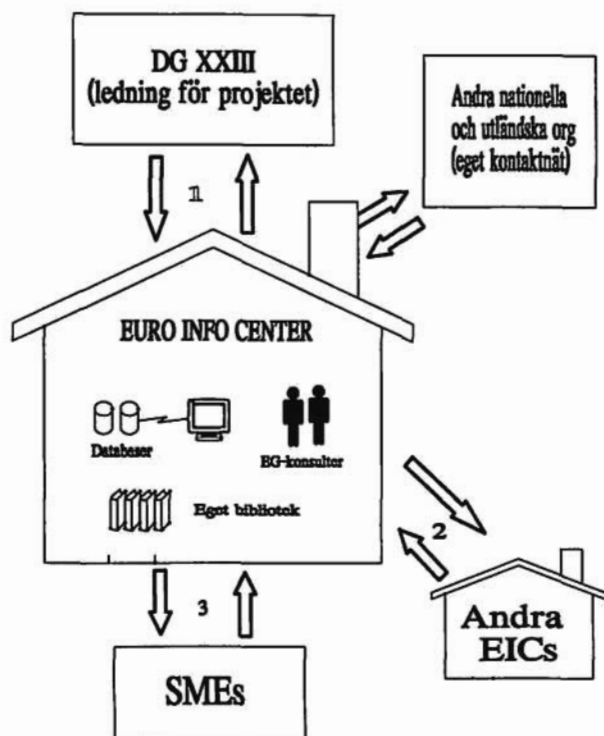 DG XXIII
(ledning för projektet)
Andra nationella
och utländska org
(eget kontaktnät)
1
EURO INFO CENTER
Databaser
EG-konsulter
Eget bibliotek
2
Andra
EICs
3
SMEs